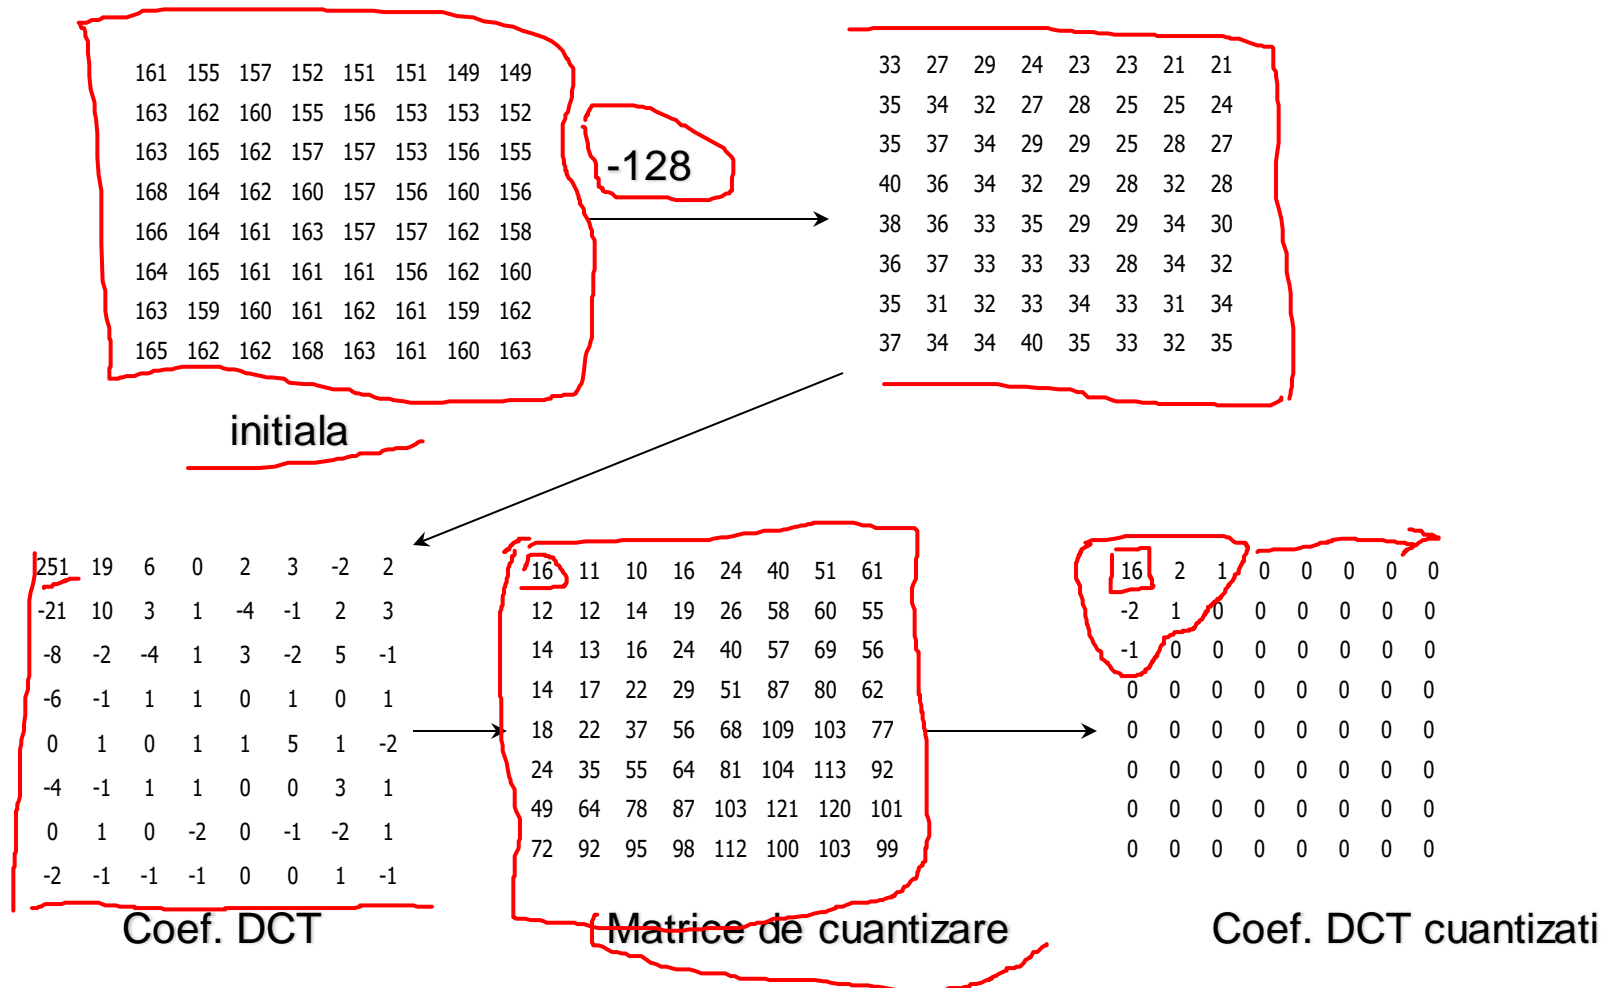 161 155 157 152 151 151 149 149
163 162 160 155 156 153 153 152
163 165 162 157 157 153 156 155
168 164 162 160 157 156 160 156
166 164 161 163 157 157 162 158
164 165 161 161 161 156 162 160
163 159 160 161 162 161 159 162
165 162 162 168 163 161 160 163
initiala
-128
33 27 29 24 23 23 21 21
35 34 32 27 28 25 25 24
35 37 34 29 29 25 28 27
40 36 34 32 29 28 32 28
38 36 33 35 29 29 34 30
36 37 33 33 33 28 34 32
35 31 32 33 34 33 31 34
37 34 34 40 35 33 32 35
251 19 6 0 2 3 -2 2
-21 10 3 1 -4 -1 2 3
-8 -2 -4 1 3 -2 5 -1
-6 -1 1 1 0 1 0 1
0 1 0 1 1 5 1 -2
-4 -1 1 1 0 0 3 1
0 1 0 -2 0 -1 -2 1
-2 -1 -1 -1 0 0 1 -1
Coef. DCT
16 11 10 16 24 40 51 61
12 12 14 19 26 58 60 55
14 13 16 24 40 57 69 56
14 17 22 29 51 87 80 62
18 22 37 56 68 109 103 77
24 35 55 64 81 104 113 92
49 64 78 87 103 121 120 101
72 92 95 98 112 100 103 99
Matrice de cuantizare
16 2 1 0 0 0 0 0
-2 1 0 0 0 0 0 0
-1 0 0 0 0 0 0 0
0 0 0 0 0 0 0 0
0 0 0 0 0 0 0 0
0 0 0 0 0 0 0 0
0 0 0 0 0 0 0 0
0 0 0 0 0 0 0 0
Coef. DCT cuantizati